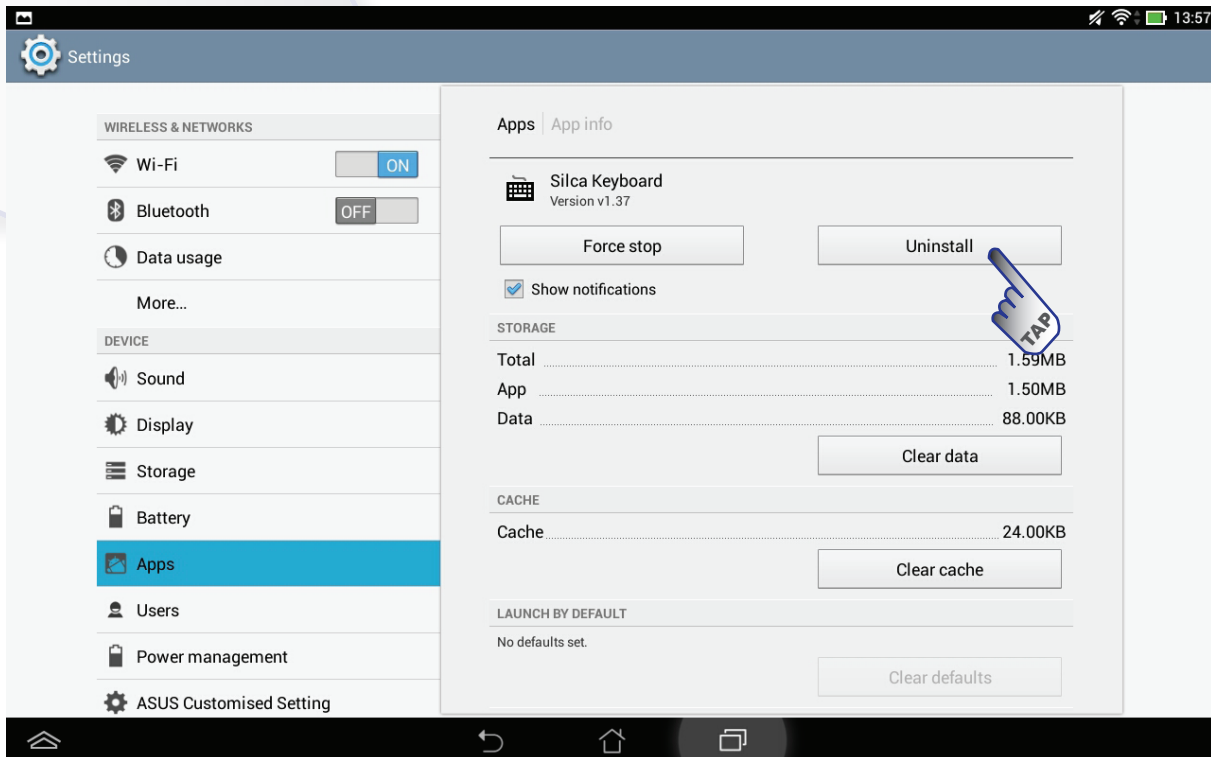 13:57
Settings
WIRELESS & NETWORKS
Wi-Fi ON
Bluetooth OFF
Data usage
More...
DEVICE
Sound
Display
Storage
Battery
Apps
Users
Power management
ASUS Customised Setting
Apps App info
Silca Keyboard
Version v1.37
Force stop Uninstall
TAP
Show notifications
STORAGE
Total 1.59MB
App 1.50MB
Data 88.00KB
Clear data
CACHE
Cache 24.00KB
Clear cache
LAUNCH BY DEFAULT
No defaults set.
Clear defaults